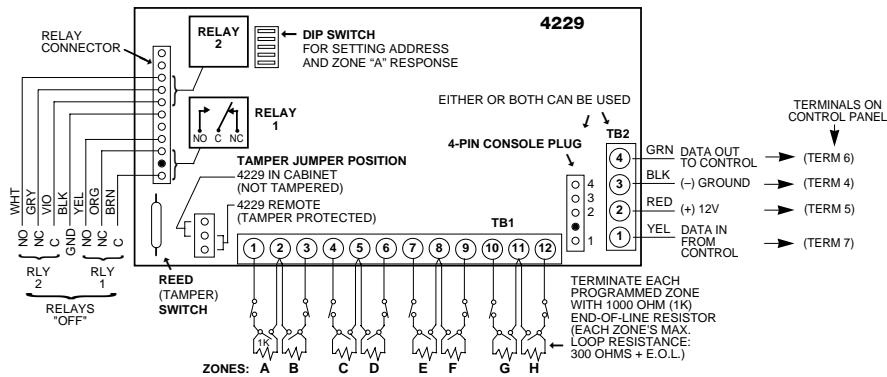 4229
RELAY
CONNECTOR
RELAY
2
DIP SWITCH
FOR SETTING ADDRESS
AND ZONE "A" RESPONSE
RELAY
1
NO C NC
EITHER OR BOTH CAN BE USED
4-PIN CONSOLE PLUG
4
3
2
1
TB2
TERMINALS ON
CONTROL PANEL
4 GRN DATA OUT TO CONTROL (TERM 6)
3 BLK (–) GROUND (TERM 4)
2 RED (+) 12V (TERM 5)
1 YEL DATA IN FROM CONTROL (TERM 7)
TAMPER JUMPER POSITION
4229 IN CABINET
(NOT TAMPERED)
4229 REMOTE
(TAMPER PROTECTED)
WHT GRY VIO BLK YEL ORG BRN
NO NC C GND NO NC C
RLY
2
RLY
1
RELAYS
"OFF"
REED
(TAMPER)
SWITCH
TB1
1 2 3 4 5 6 7 8 9 10 11 12
1K
ZONES: A B C D E F G H
TERMINATE EACH
PROGRAMMED ZONE
WITH 1000 OHM (1K)
END-OF-LINE RESISTOR
(EACH ZONE'S MAX.
LOOP RESISTANCE:
300 OHMS + E.O.L.)